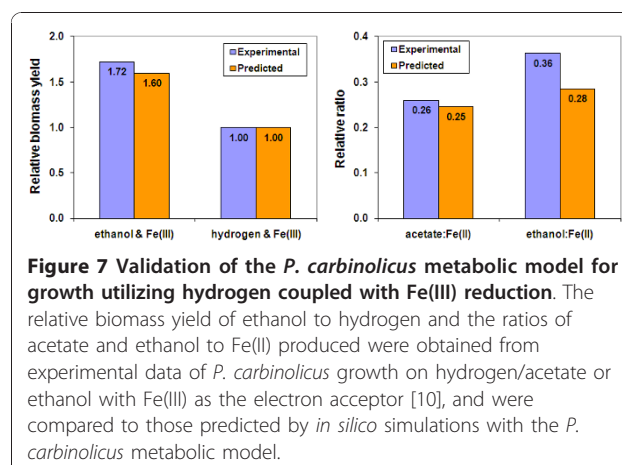 Relative biomass yield
2.0
1.5
1.0
0.5
0.0
Experimental
Predicted
1.72
1.60
1.00
1.00
ethanol & Fe(III)
hydrogen & Fe(III)
Relative ratio
0.4
0.3
0.2
0.1
0.0
Experimental
Predicted
0.26
0.25
0.36
0.28
acetate:Fe(II)
ethanol:Fe(II)
Figure 7 Validation of the P. carbinolicus metabolic model for
growth utilizing hydrogen coupled with Fe(III) reduction. The
relative biomass yield of ethanol to hydrogen and the ratios of
acetate and ethanol to Fe(II) produced were obtained from
experimental data of P. carbinolicus growth on hydrogen/acetate or
ethanol with Fe(III) as the electron acceptor [10], and were
compared to those predicted by in silico simulations with the P.
carbinolicus metabolic model.